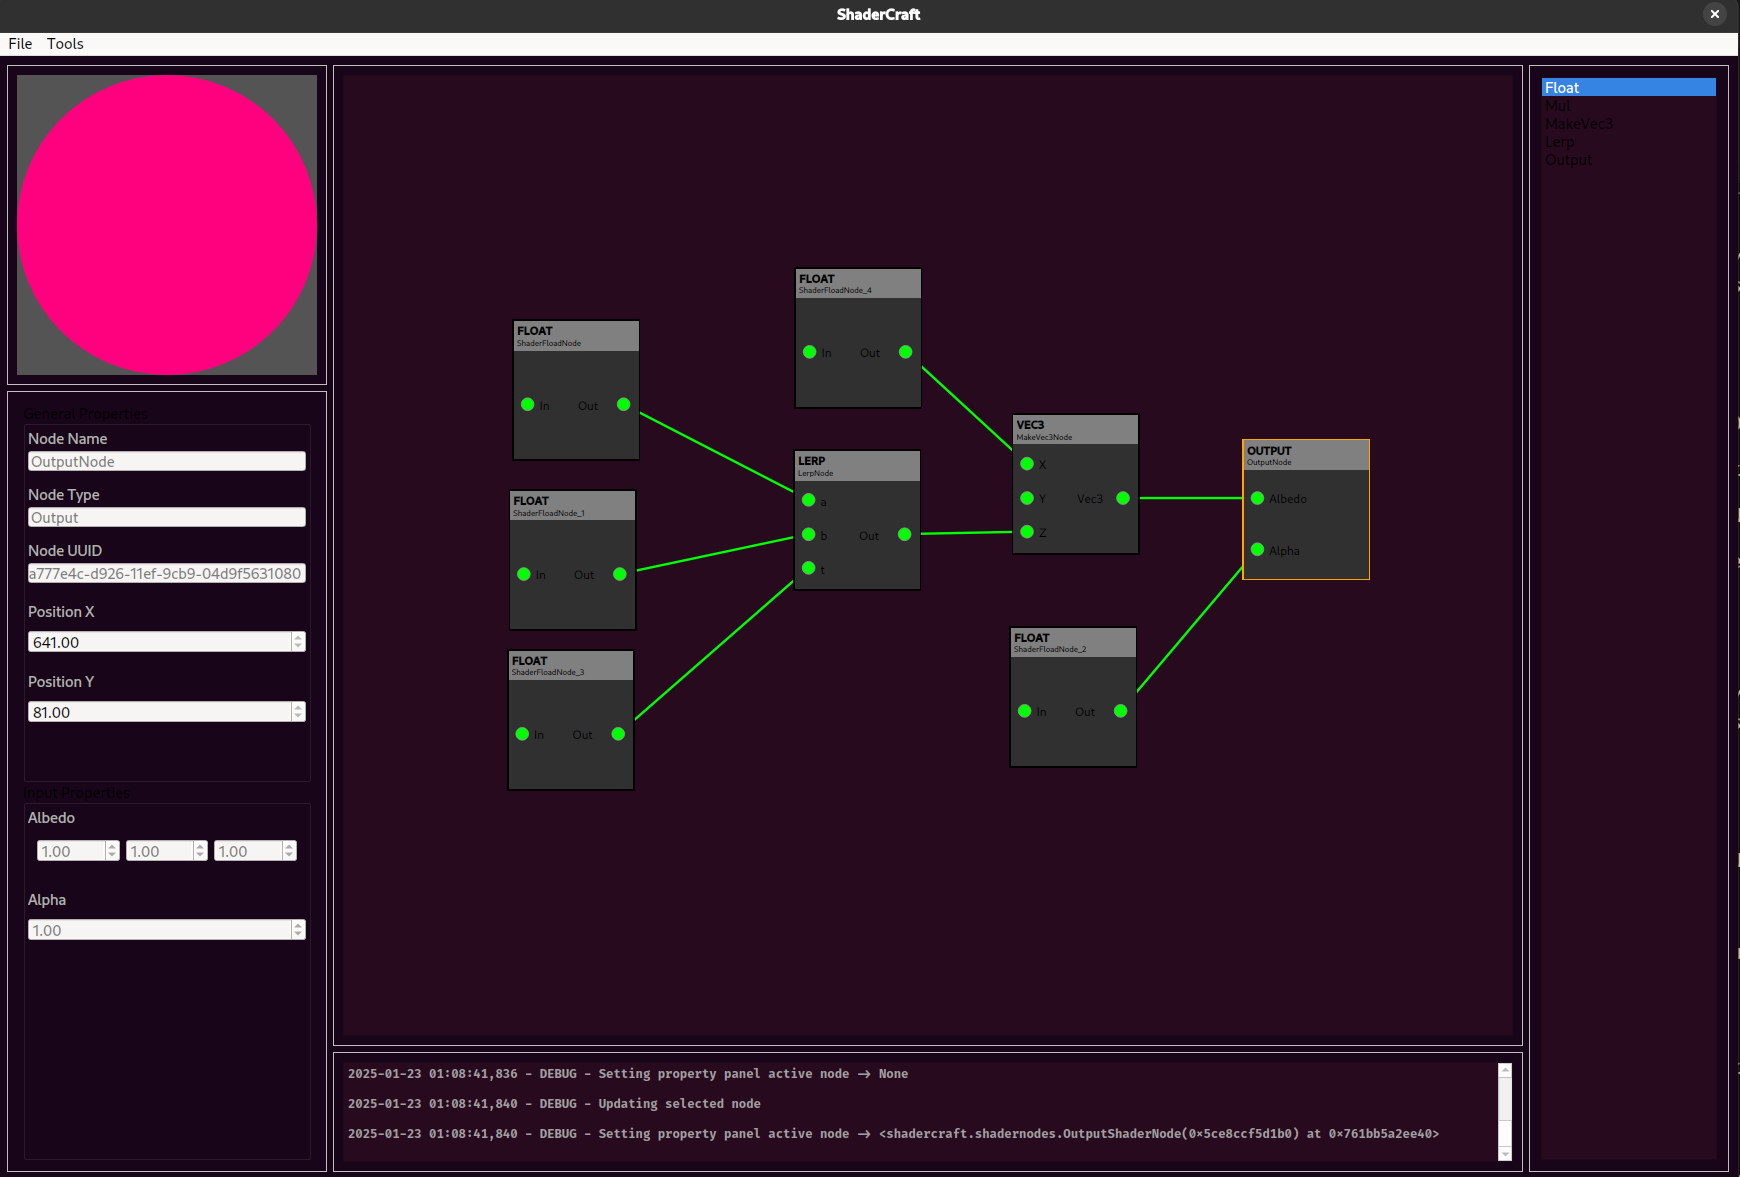 ShaderCraft
File Tools
General Properties
Node Name
OutputNode
Node Type
Output
Node UUID
a777e4c-d926-11ef-9cb9-04d9f5631080
Position X
641.00
Position Y
81.00
Input Properties
Albedo
1.00 1.00 1.00
Alpha
1.00
FLOAT
ShaderFloadNode
In Out
FLOAT
ShaderFloadNode_1
In Out
FLOAT
ShaderFloadNode_3
In Out
FLOAT
ShaderFloadNode_4
In Out
LERP
LerpNode
a
b Out
t
VEC3
MakeVec3Node
X
Y Vec3
Z
FLOAT
ShaderFloadNode_2
In Out
OUTPUT
OutputNode
Albedo
Alpha
2025-01-23 01:08:41,836 - DEBUG - Setting property panel active node -> None
2025-01-23 01:08:41,840 - DEBUG - Updating selected node
2025-01-23 01:08:41,840 - DEBUG - Setting property panel active node -> <shadercraft.shadernodes.OutputShaderNode(0x5ce8ccf5d1b0) at 0x761bb5a2ee40>
Float
Mul
MakeVec3
Lerp
Output